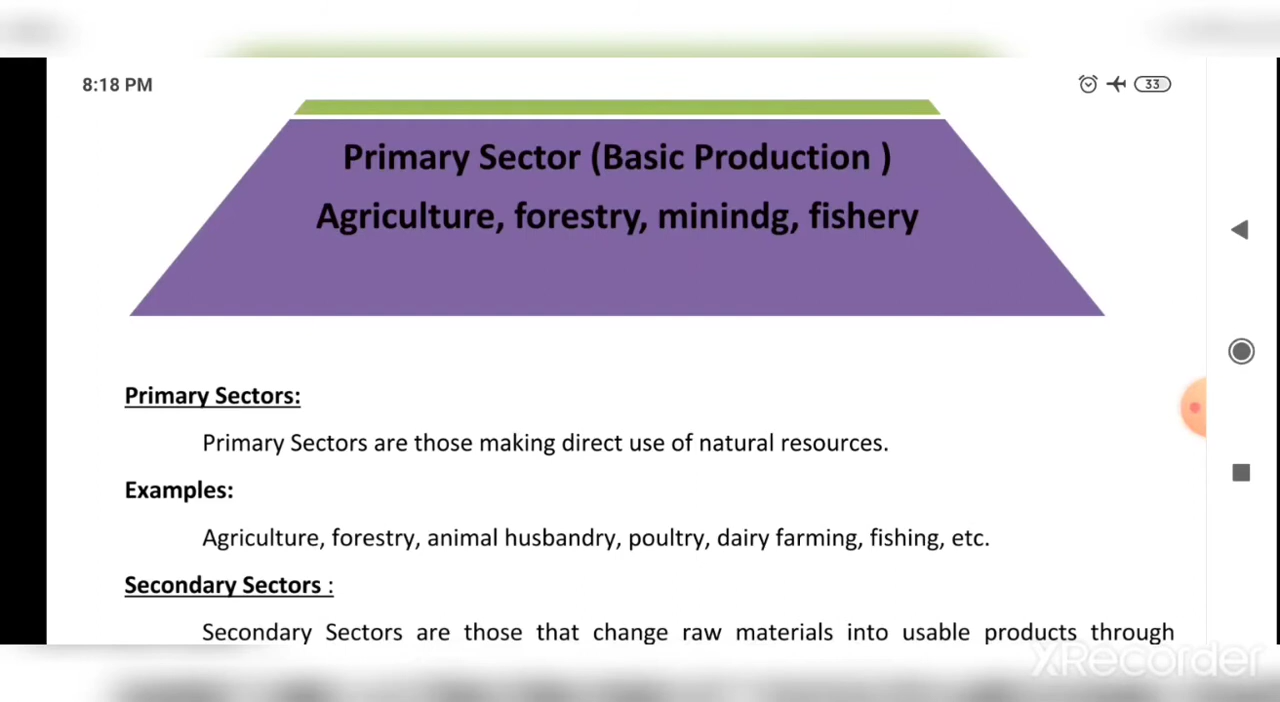 8:18 PM
33
Primary Sector (Basic Production )
Agriculture, forestry, minindg, fishery
Primary Sectors:
Primary Sectors are those making direct use of natural resources.
Examples:
Agriculture, forestry, animal husbandry, poultry, dairy farming, fishing, etc.
Secondary Sectors :
Secondary Sectors are those that change raw materials into usable products through
XRecorder